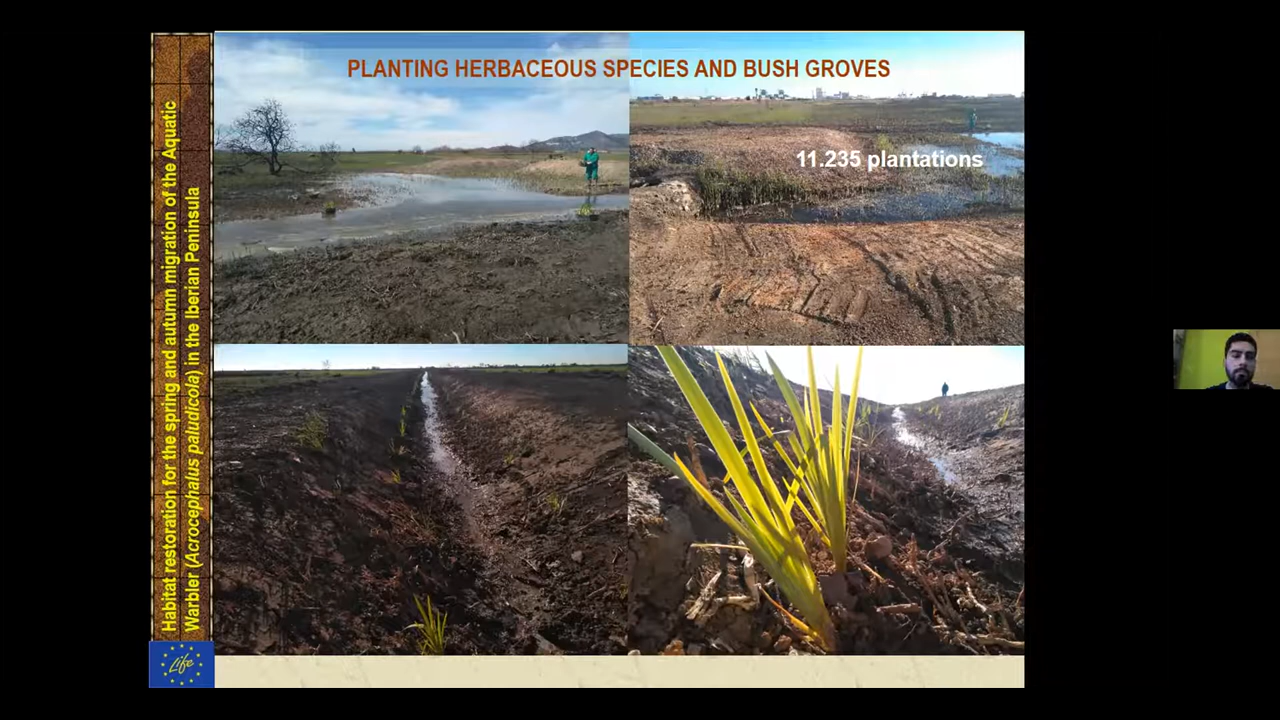 PLANTING HERBACEOUS SPECIES AND BUSH GROVES
11.235 plantations
Habitat restoration for the spring and autumn migration of the Aquatic
Warbler (Acrocephalus paludicola) in the Iberian Peninsula
Life